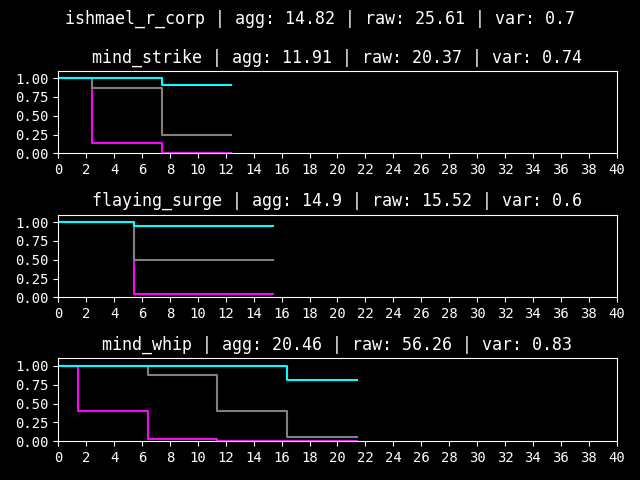 ishmael_r_corp | agg: 14.82 | raw: 25.61 | var: 0.7
mind_strike | agg: 11.91 | raw: 20.37 | var: 0.74
1.00
0.75
0.50
0.25
0.00
0 2 4 6 8 10 12 14 16 18 20 22 24 26 28 30 32 34 36 38 40
flaying_surge | agg: 14.9 | raw: 15.52 | var: 0.6
1.00
0.75
0.50
0.25
0.00
0 2 4 6 8 10 12 14 16 18 20 22 24 26 28 30 32 34 36 38 40
mind_whip | agg: 20.46 | raw: 56.26 | var: 0.83
1.00
0.75
0.50
0.25
0.00
0 2 4 6 8 10 12 14 16 18 20 22 24 26 28 30 32 34 36 38 40